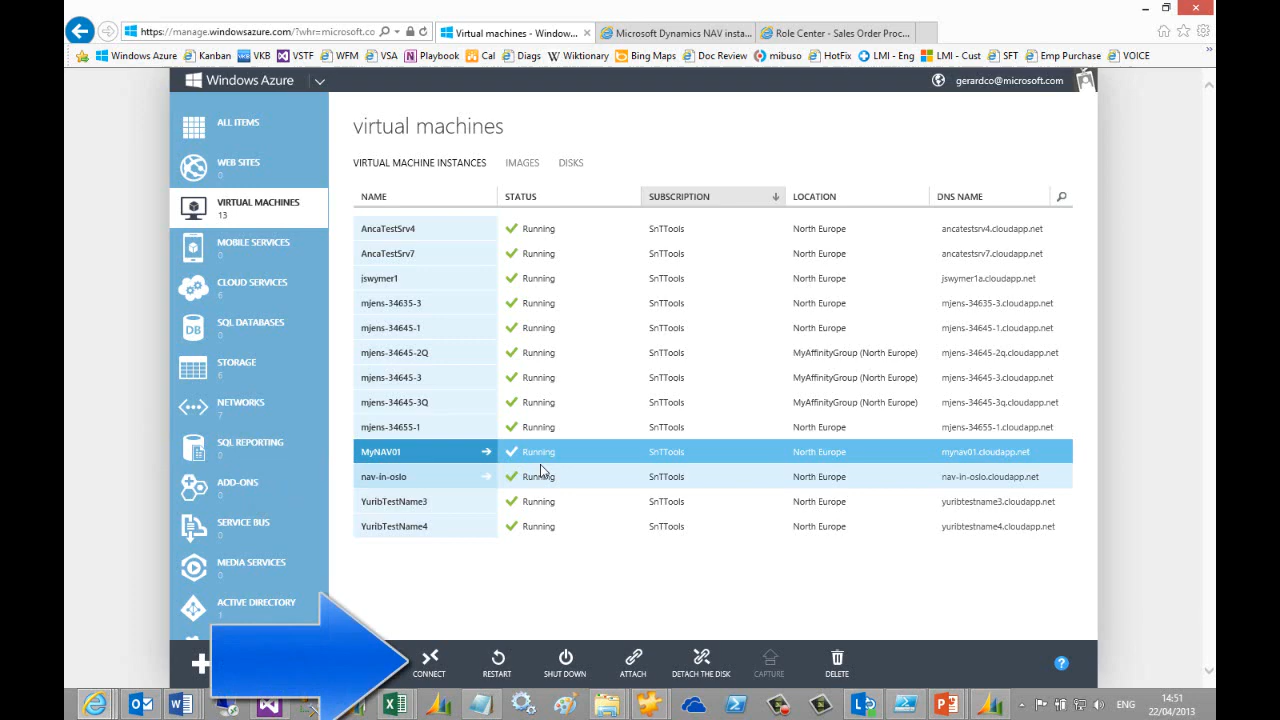 https://manage.windowsazure.com/?whr=microsoft.cc
Virtual machines - Window...
Microsoft Dynamics NAV insta...
Role Center - Sales Order Proc...
Windows Azure Kanban VKB VSTF WFM VSA Playbook Cal Diags Wiktionary Bing Maps Doc Review mibuso HotFix LMI - Eng LMI - Cust SFT Emp Purchase VOICE
Windows Azure
gerardco@microsoft.com
ALL ITEMS
WEB SITES
0
VIRTUAL MACHINES
13
MOBILE SERVICES
0
CLOUD SERVICES
6
SQL DATABASES
0
STORAGE
6
NETWORKS
7
SQL REPORTING
0
ADD-ONS
0
SERVICE BUS
0
MEDIA SERVICES
0
ACTIVE DIRECTORY
1
virtual machines
VIRTUAL MACHINE INSTANCES IMAGES DISKS
NAME STATUS SUBSCRIPTION LOCATION DNS NAME
AncaTestSrv4 Running SnTTools North Europe ancatestsrv4.cloudapp.net
AncaTestSrv7 Running SnTTools North Europe ancatestsrv7.cloudapp.net
jswymer1 Running SnTTools North Europe jswymer1a.cloudapp.net
mjens-34635-3 Running SnTTools North Europe mjens-34635-3.cloudapp.net
mjens-34645-1 Running SnTTools North Europe mjens-34645-1.cloudapp.net
mjens-34645-2Q Running SnTTools MyAffinityGroup (North Europe) mjens-34645-2q.cloudapp.net
mjens-34645-3 Running SnTTools MyAffinityGroup (North Europe) mjens-34645-3.cloudapp.net
mjens-34645-3Q Running SnTTools MyAffinityGroup (North Europe) mjens-34645-3q.cloudapp.net
mjens-34655-1 Running SnTTools North Europe mjens-34655-1.cloudapp.net
MyNAV01 Running SnTTools North Europe mynav01.cloudapp.net
nav-in-oslo Running SnTTools North Europe nav-in-oslo.cloudapp.net
YuribTestName3 Running SnTTools North Europe yuribtestname3.cloudapp.net
YuribTestName4 Running SnTTools North Europe yuribtestname4.cloudapp.net
CONNECT RESTART SHUT DOWN ATTACH DETACH THE DISK CAPTURE DELETE
ENG
14:51
22/04/2013